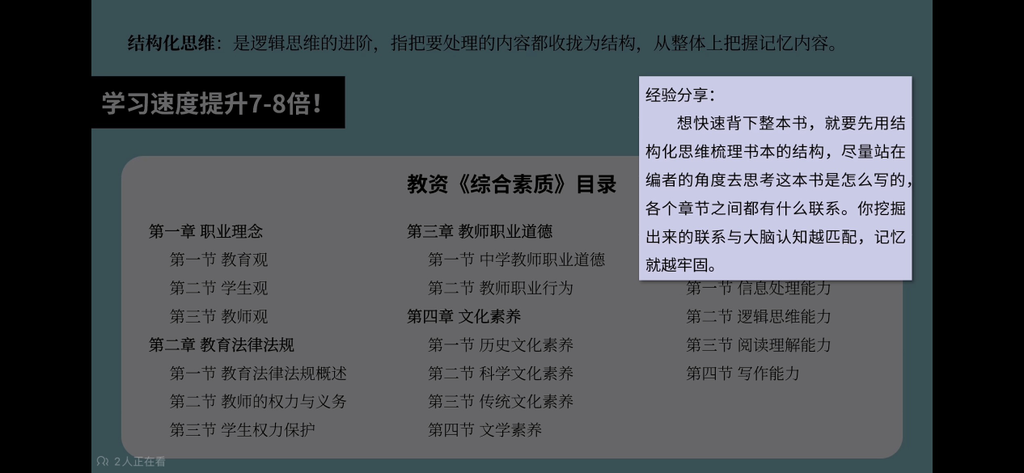 结构化思维：是逻辑思维的进阶，指把要处理的内容都收拢为结构，从整体上把握记忆内容。
学习速度提升7-8倍！
经验分享：
想快速背下整本书，就要先用结
构化思维梳理书本的结构，尽量站在
编者的角度去思考这本书是怎么写的，
各个章节之间都有什么联系。你挖掘
出来的联系与大脑认知越匹配，记忆
就越牢固。
教资《综合素质》目录
第一章 职业理念
第一节 教育观
第二节 学生观
第三节 教师观
第二章 教育法律法规
第一节 教育法律法规概述
第二节 教师的权力与义务
第三节 学生权力保护
第三章 教师职业道德
第一节 中学教师职业道德
第二节 教师职业行为
第四章 文化素养
第一节 历史文化素养
第二节 科学文化素养
第三节 传统文化素养
第四节 文学素养
第一节 信息处理能力
第二节 逻辑思维能力
第三节 阅读理解能力
第四节 写作能力
2人正在看